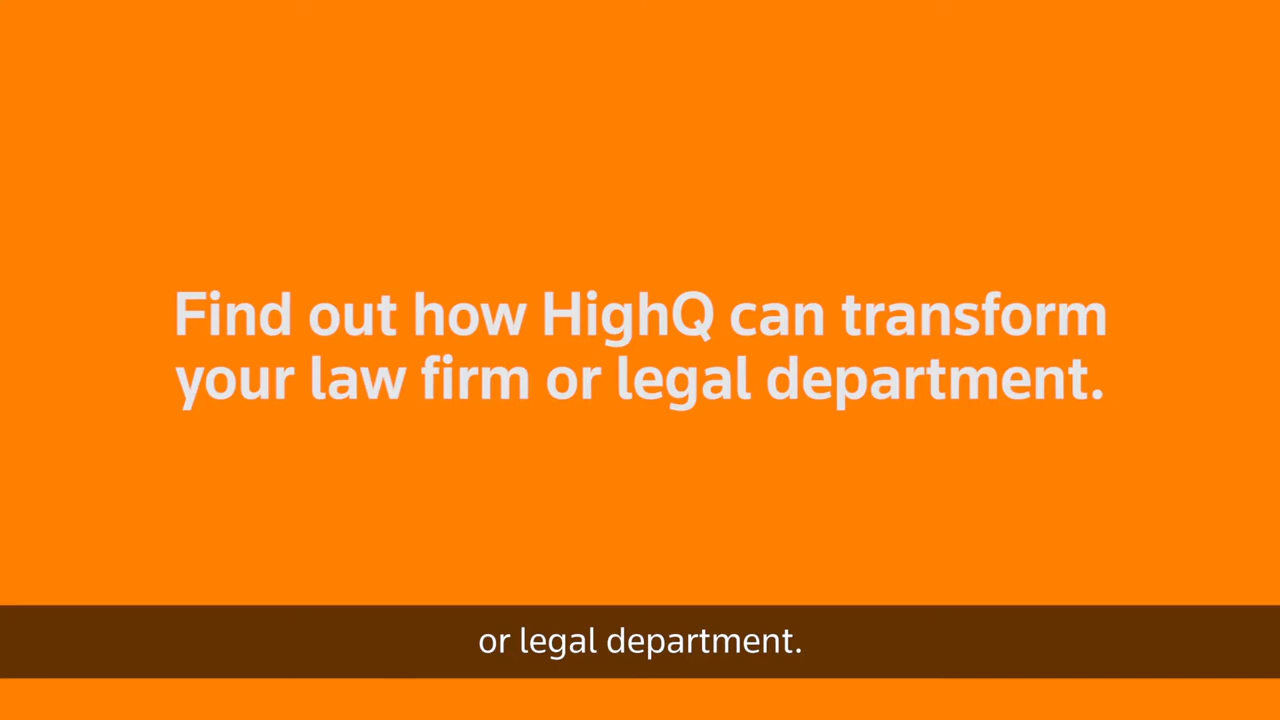 Find out how HighQ can transform
your law firm or legal department.
or legal department.